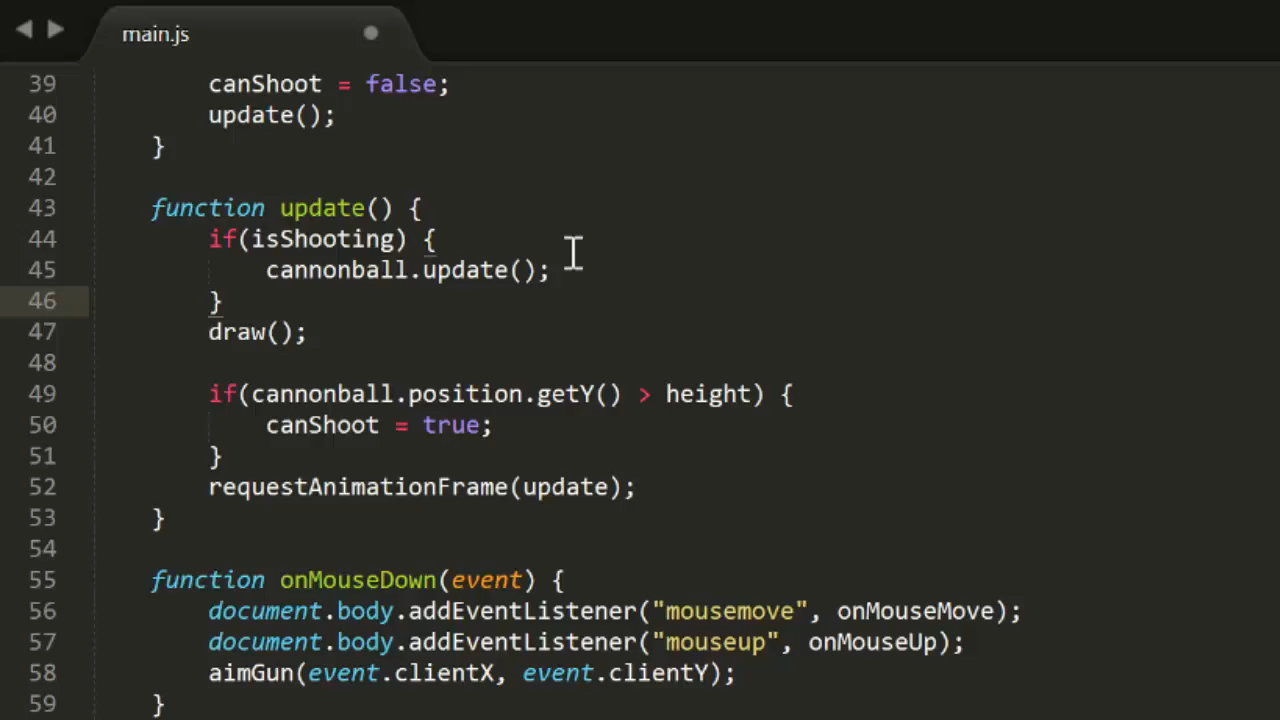 main.js
39 canShoot = false;
40 update();
41 }
42
43 function update() {
44 if(isShooting) {
45 cannonball.update();
46 }
47 draw();
48
49 if(cannonball.position.getY() > height) {
50 canShoot = true;
51 }
52 requestAnimationFrame(update);
53 }
54
55 function onMouseDown(event) {
56 document.body.addEventListener("mousemove", onMouseMove);
57 document.body.addEventListener("mouseup", onMouseUp);
58 aimGun(event.clientX, event.clientY);
59 }